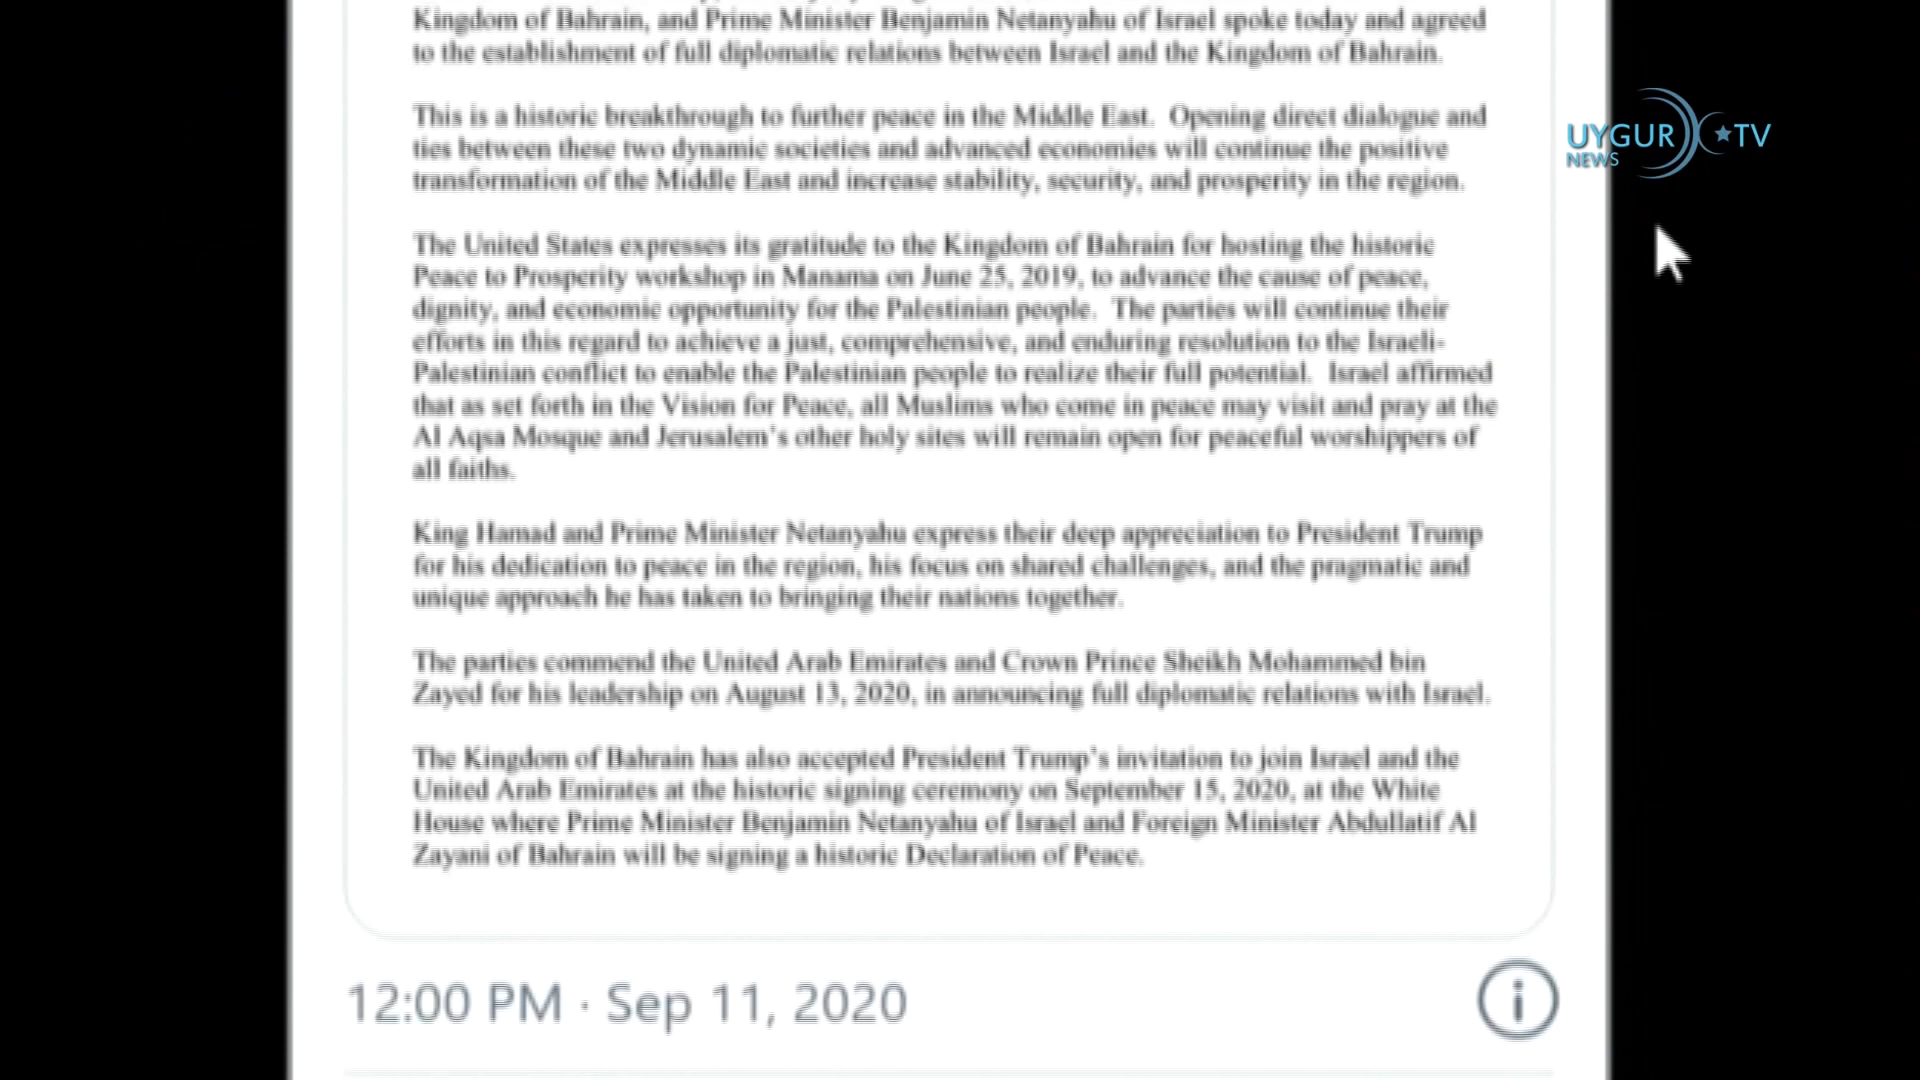 Kingdom of Bahrain, and Prime Minister Benjamin Netanyahu of Israel spoke today and agreed
to the establishment of full diplomatic relations between Israel and the Kingdom of Bahrain.
This is a historic breakthrough to further peace in the Middle East. Opening direct dialogue and
ties between these two dynamic societies and advanced economies will continue the positive
transformation of the Middle East and increase stability, security, and prosperity in the region.
The United States expresses its gratitude to the Kingdom of Bahrain for hosting the historic
Peace to Prosperity workshop in Manama on June 25, 2019, to advance the cause of peace,
dignity, and economic opportunity for the Palestinian people. The parties will continue their
efforts in this regard to achieve a just, comprehensive, and enduring resolution to the Israeli-
Palestinian conflict to enable the Palestinian people to realize their full potential. Israel affirmed
that as set forth in the Vision for Peace, all Muslims who come in peace may visit and pray at the
Al Aqsa Mosque and Jerusalem's other holy sites will remain open for peaceful worshippers of
all faiths.
King Hamad and Prime Minister Netanyahu express their deep appreciation to President Trump
for his dedication to peace in the region, his focus on shared challenges, and the pragmatic and
unique approach he has taken to bringing their nations together.
The parties commend the United Arab Emirates and Crown Prince Sheikh Mohammed bin
Zayed for his leadership on August 13, 2020, in announcing full diplomatic relations with Israel.
The Kingdom of Bahrain has also accepted President Trump's invitation to join Israel and the
United Arab Emirates at the historic signing ceremony on September 15, 2020, at the White
House where Prime Minister Benjamin Netanyahu of Israel and Foreign Minister Abdullatif Al
Zayani of Bahrain will be signing a historic Declaration of Peace.
12:00 PM · Sep 11, 2020
UYGUR TV
NEWS